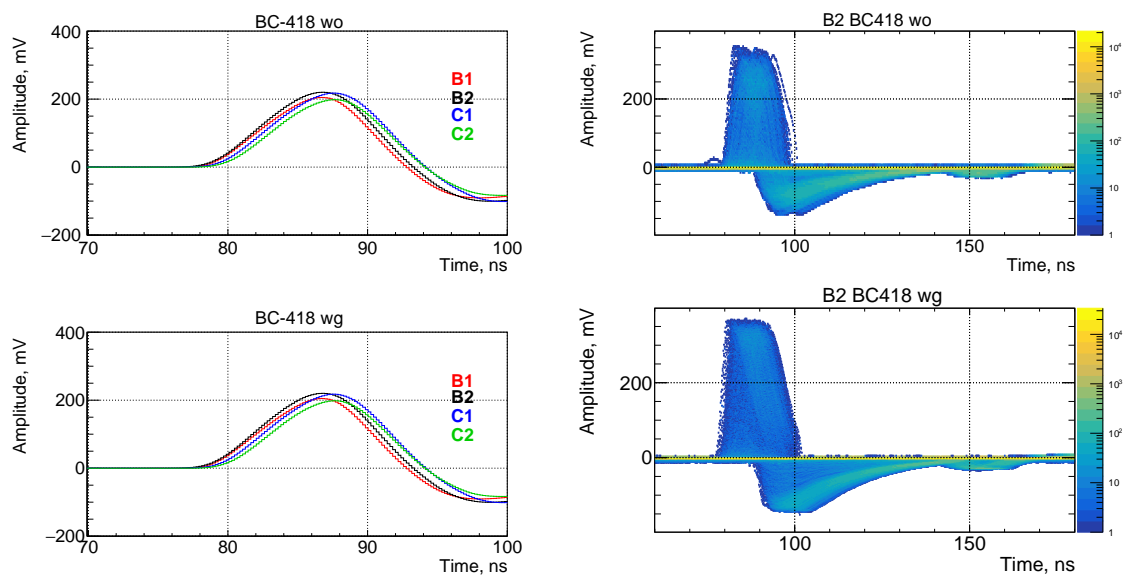 BC-418 wo
Amplitude, mV
400
200
0
−200
B1
B2
C1
C2
70
80
90
100
Time, ns
B2 BC418 wo
Amplitude, mV
200
0
100
150
Time, ns
10⁴
10³
10²
10
1
BC-418 wg
Amplitude, mV
400
200
0
−200
B1
B2
C1
C2
70
80
90
100
Time, ns
B2 BC418 wg
Amplitude, mV
200
0
100
150
Time, ns
10⁴
10³
10²
10
1